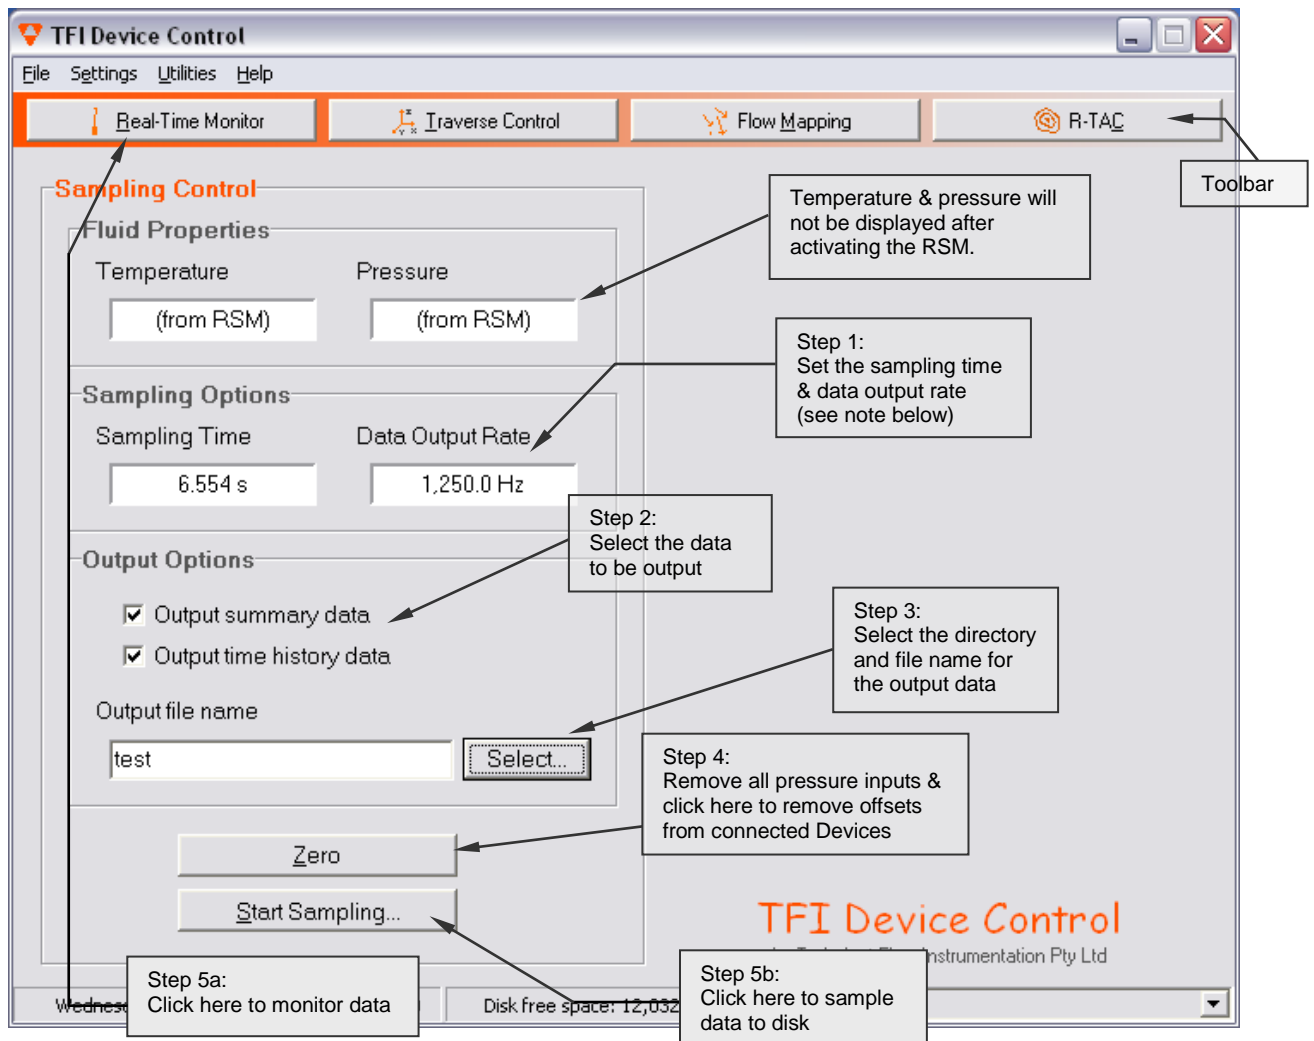 TFI Device Control
File Settings Utilities Help
Real-Time Monitor
Traverse Control
Flow Mapping
R-TAC
Toolbar
Sampling Control
Fluid Properties
Temperature
Pressure
(from RSM)
(from RSM)
Temperature & pressure will
not be displayed after
activating the RSM.
Step 1:
Set the sampling time
& data output rate
(see note below)
Sampling Options
Sampling Time
Data Output Rate
6.554 s
1,250.0 Hz
Step 2:
Select the data
to be output
Output Options
Output summary data
Output time history data
Step 3:
Select the directory
and file name for
the output data
Output file name
test
Select...
Step 4:
Remove all pressure inputs &
click here to remove offsets
from connected Devices
Zero
Start Sampling...
TFI Device Control
Pty Ltd
Step 5a:
Click here to monitor data
Step 5b:
Click here to sample
data to disk
Disk free space: 12,032